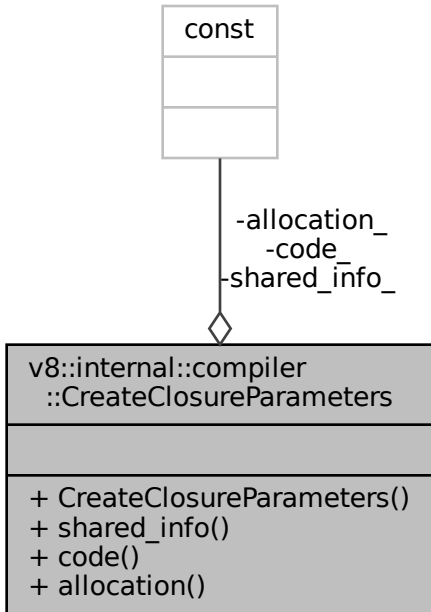 const
-allocation_
-code_
-shared_info_
v8::internal::compiler
::CreateClosureParameters
+ CreateClosureParameters()
+ shared_info()
+ code()
+ allocation()